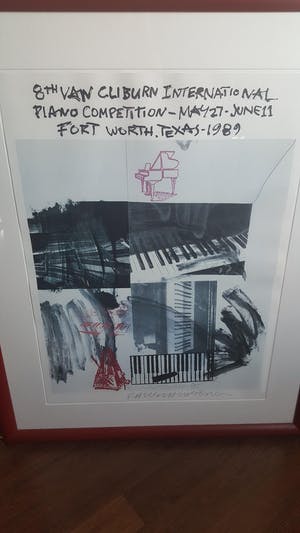 8TH VAN CLIBURN INTERNATIONAL
PIANO COMPETITION - MAY 27 - JUNE 11
FORT WORTH, TEXAS - 1989